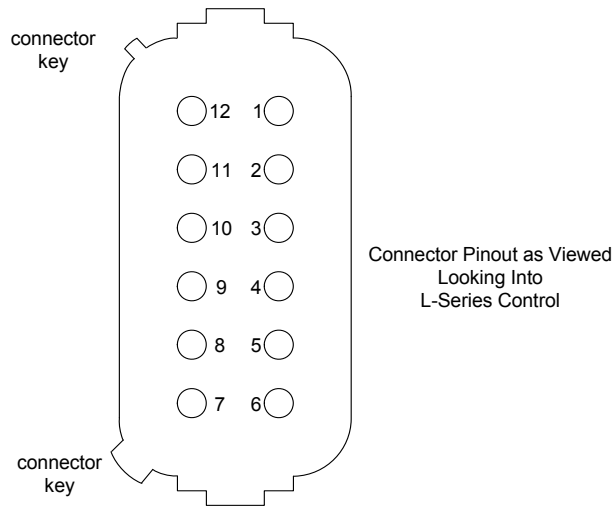 connector
key
12 1
11 2
10 3
9 4
8 5
7 6
Connector Pinout as Viewed
Looking Into
L-Series Control
connector
key